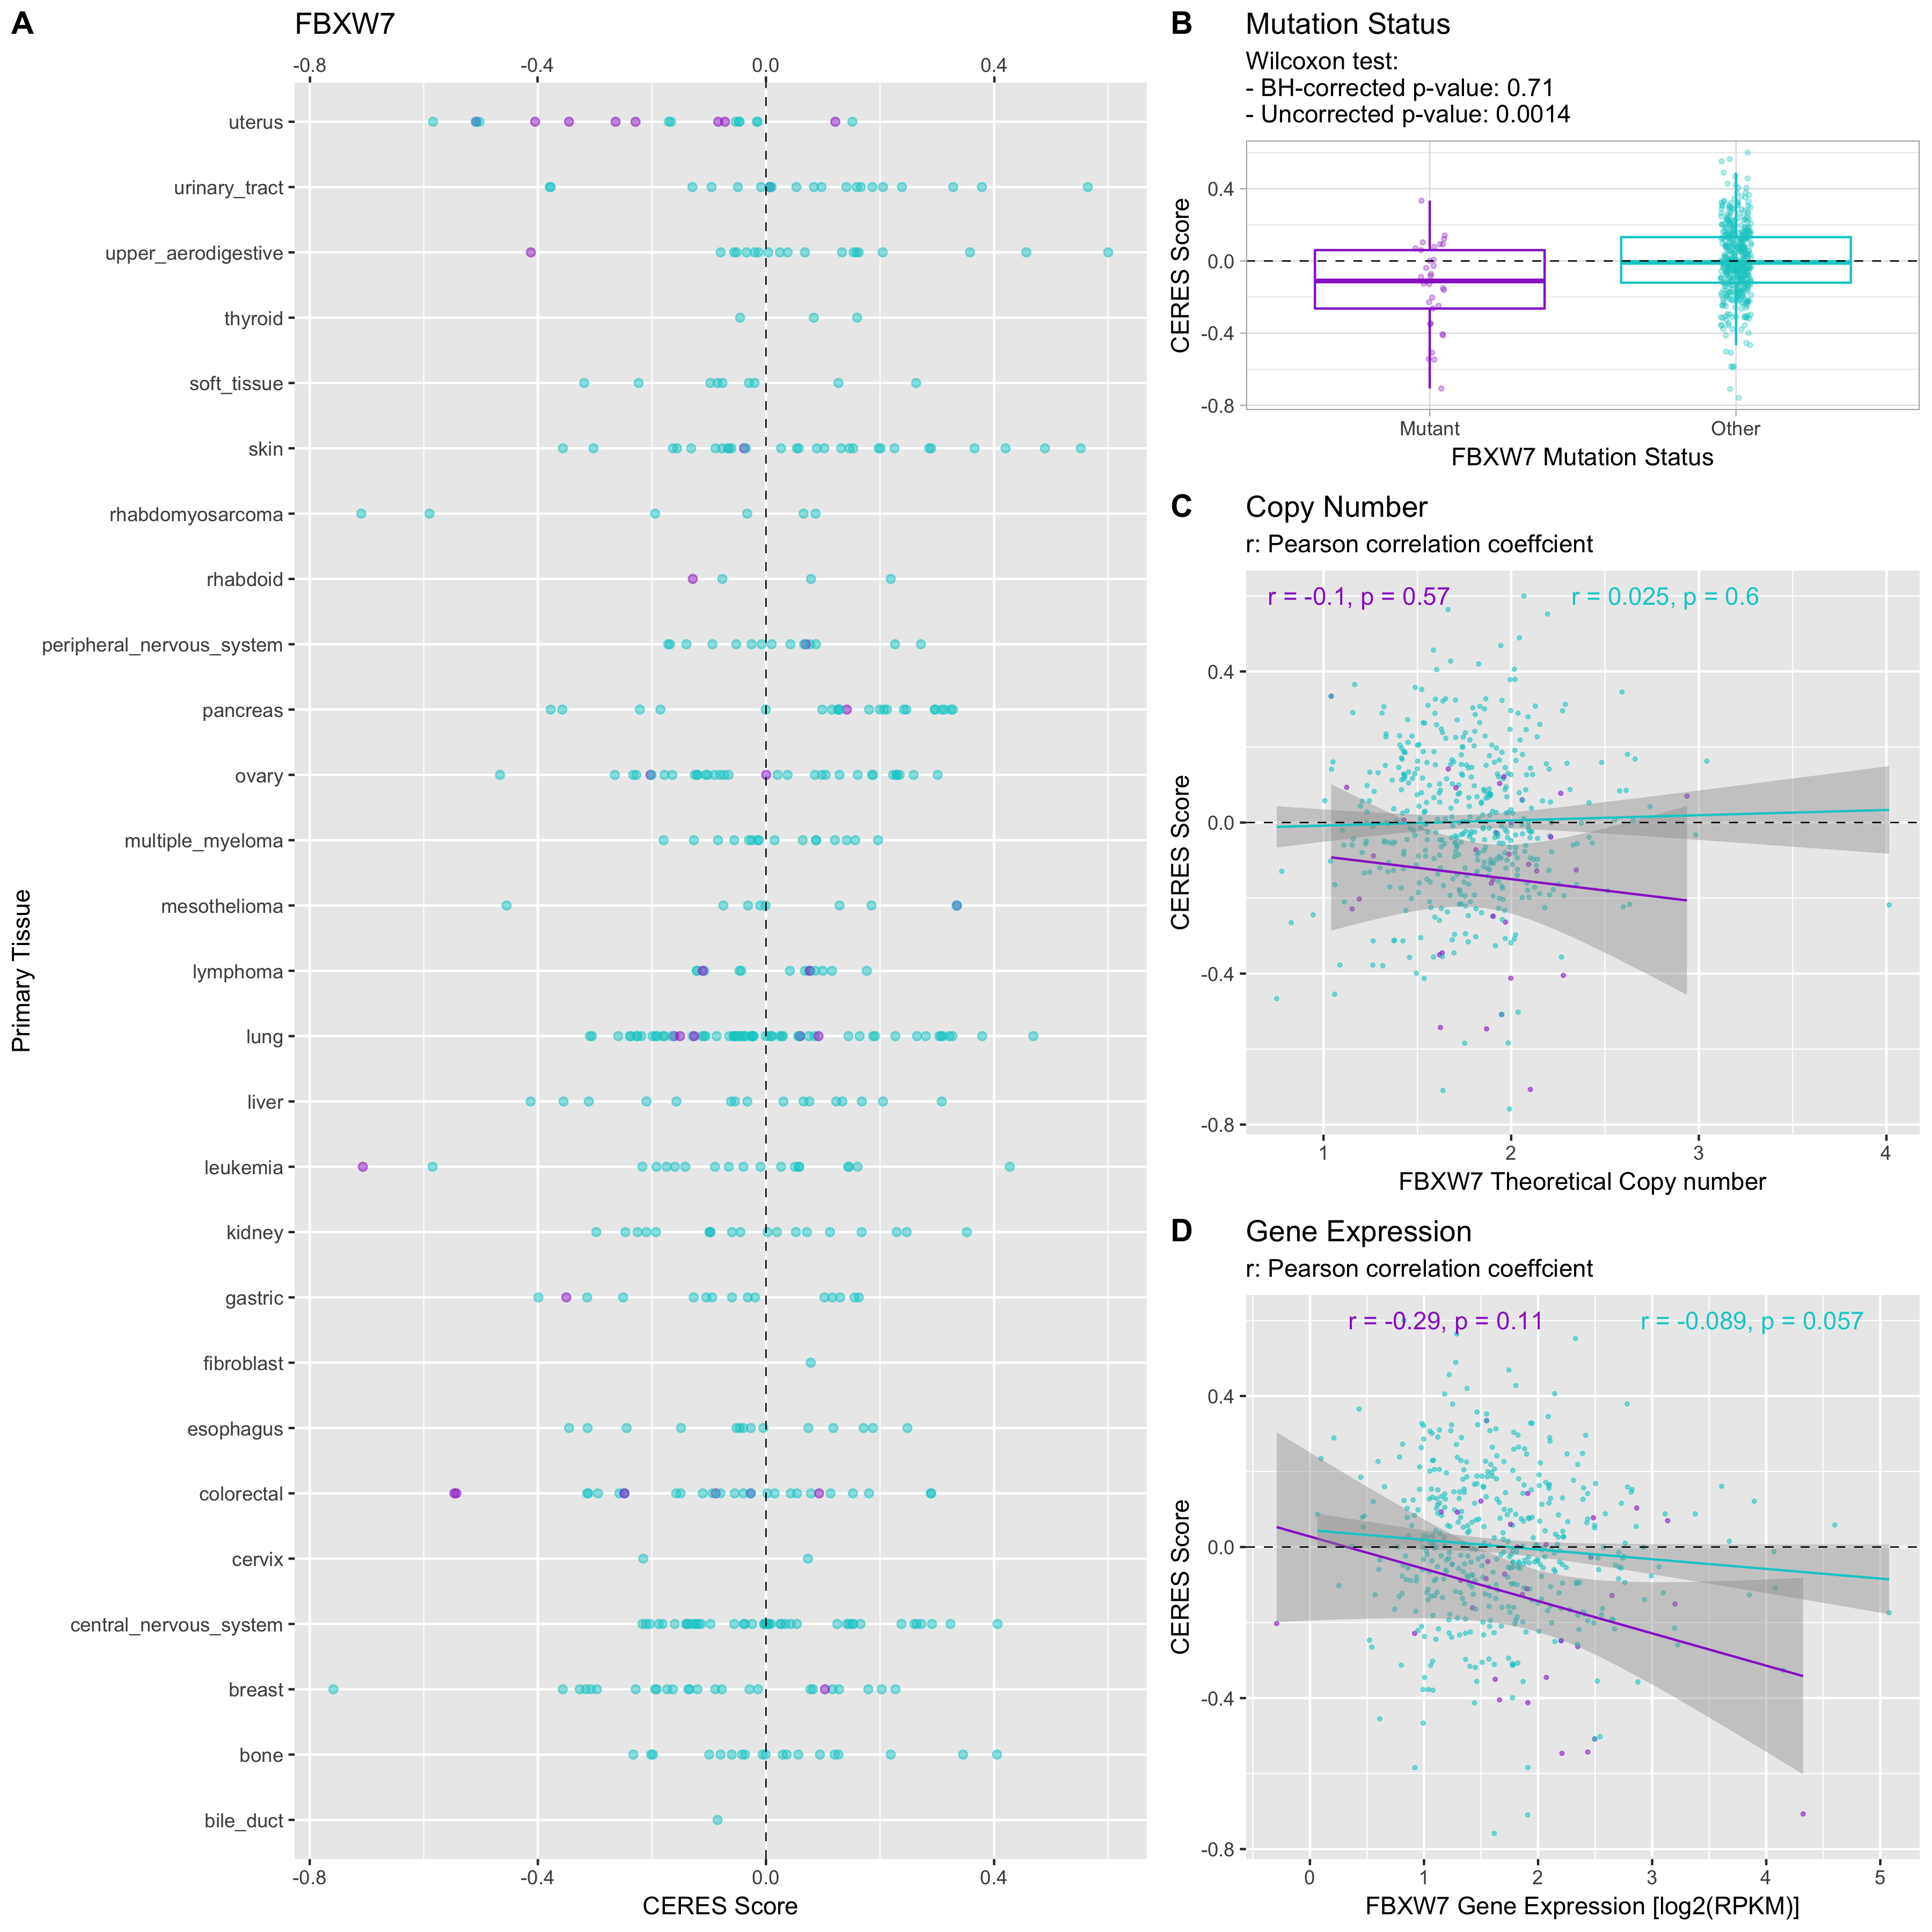 A
FBXW7
-0.8 -0.4 0.0 0.4
Primary Tissue
uterus
urinary_tract
upper_aerodigestive
thyroid
soft_tissue
skin
rhabdomyosarcoma
rhabdoid
peripheral_nervous_system
pancreas
ovary
multiple_myeloma
mesothelioma
lymphoma
lung
liver
leukemia
kidney
gastric
fibroblast
esophagus
colorectal
cervix
central_nervous_system
breast
bone
bile_duct
-0.8 -0.4 0.0 0.4
CERES Score
B Mutation Status
Wilcoxon test:
- BH-corrected p-value: 0.71
- Uncorrected p-value: 0.0014
CERES Score
0.4
0.0
-0.4
-0.8
Mutant Other
FBXW7 Mutation Status
C Copy Number
r: Pearson correlation coeffcient
r = -0.1, p = 0.57 r = 0.025, p = 0.6
CERES Score
0.4
0.0
-0.4
-0.8
1 2 3 4
FBXW7 Theoretical Copy number
D Gene Expression
r: Pearson correlation coeffcient
r = -0.29, p = 0.11 r = -0.089, p = 0.057
CERES Score
0.4
0.0
-0.4
-0.8
0 1 2 3 4 5
FBXW7 Gene Expression [log2(RPKM)]